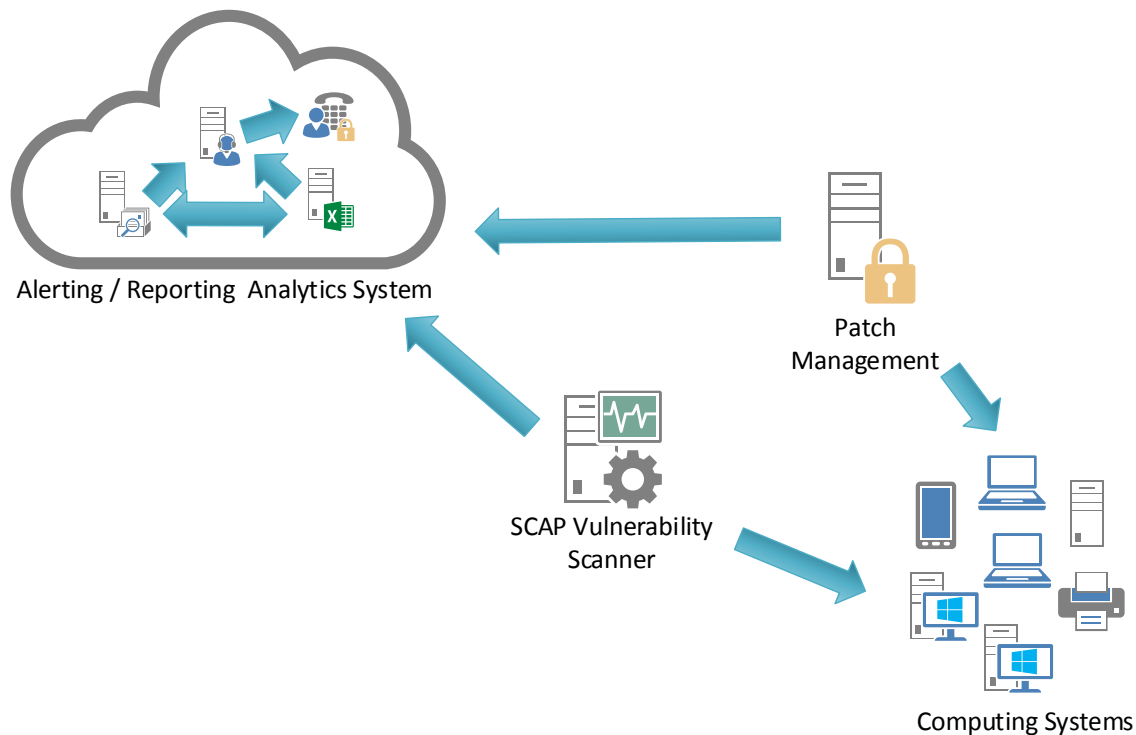 Alerting / Reporting  Analytics System
Patch
Management
SCAP Vulnerability
Scanner
Computing Systems